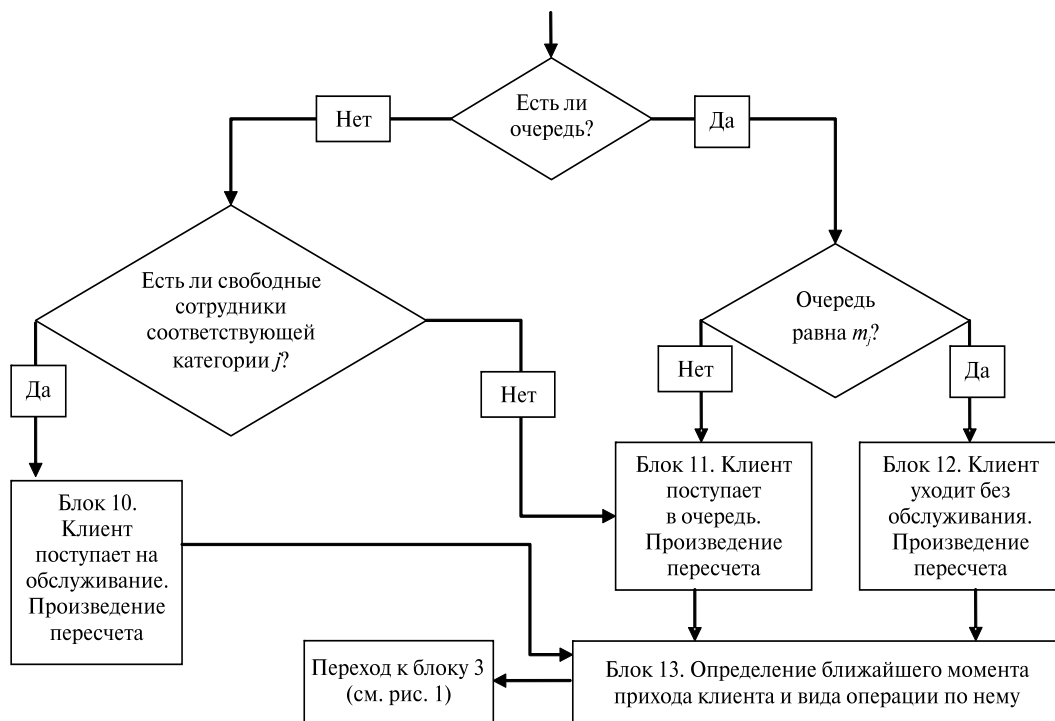 Есть ли
очередь?
Нет
Да
Есть ли свободные
сотрудники
соответствующей
категории j?
Очередь
равна mj?
Да
Нет
Нет
Да
Блок 10.
Клиент
поступает на
обслуживание.
Произведение
пересчета
Блок 11. Клиент
поступает
в очередь.
Произведение
пересчета
Блок 12. Клиент
уходит без
обслуживания.
Произведение
пересчета
Переход к блоку 3
(см. рис. 1)
Блок 13. Определение ближайшего момента
прихода клиента и вида операции по нему